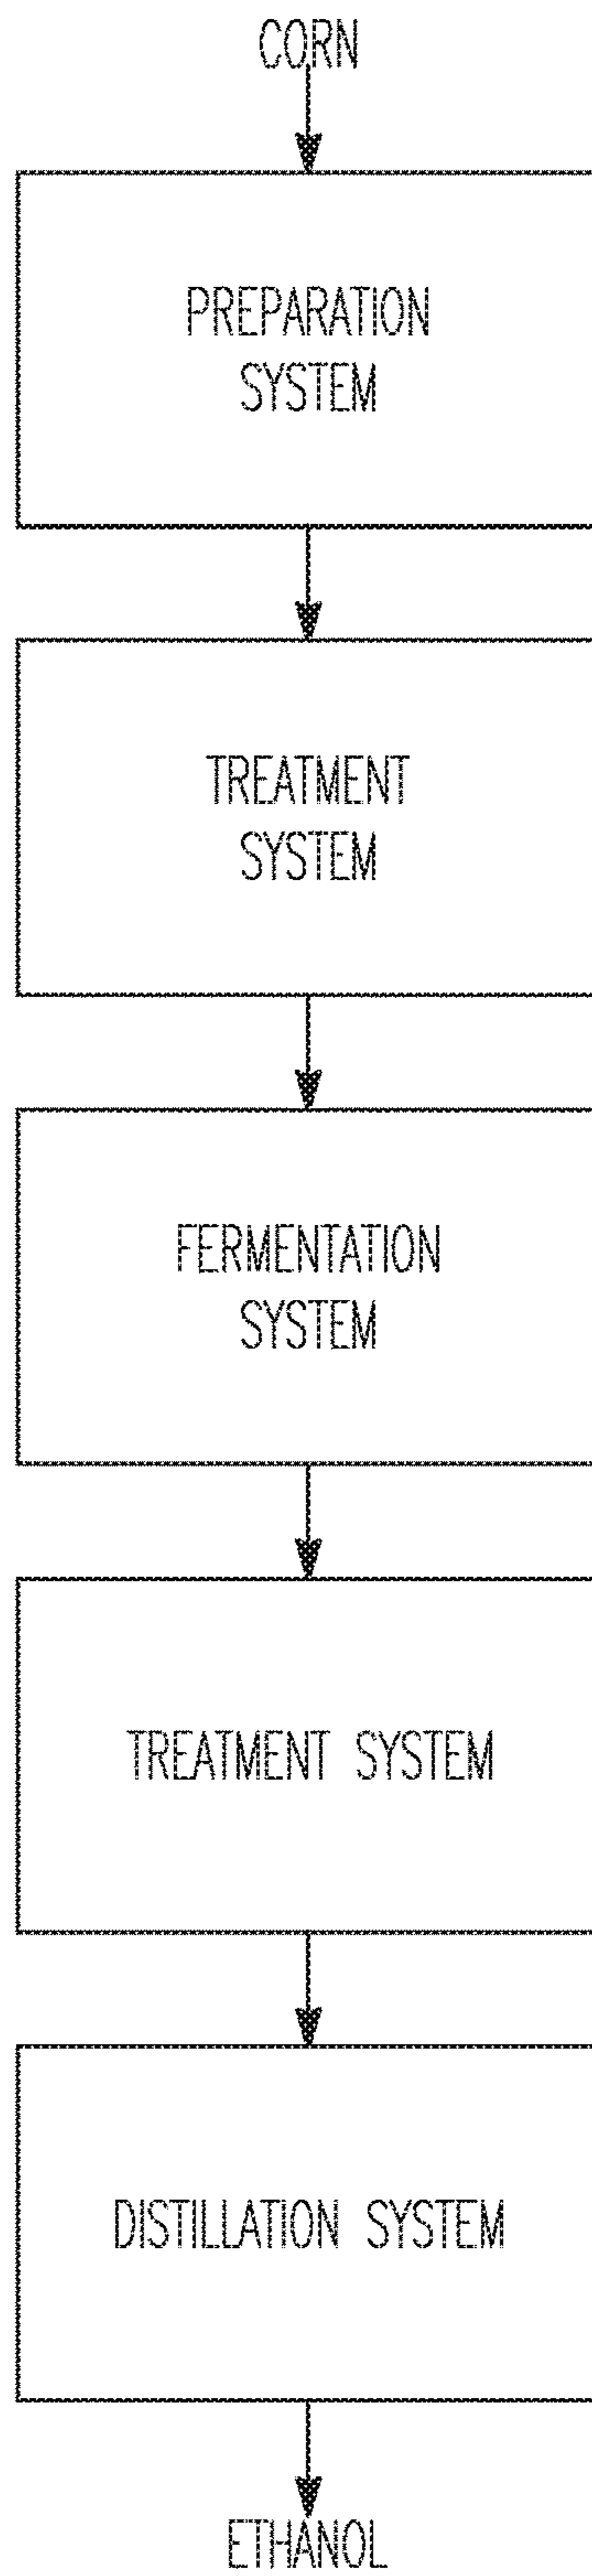 CORN
PREPARATION
SYSTEM
TREATMENT
SYSTEM
FERMENTATION
SYSTEM
TREATMENT SYSTEM
DISTILLATION SYSTEM
ETHANOL